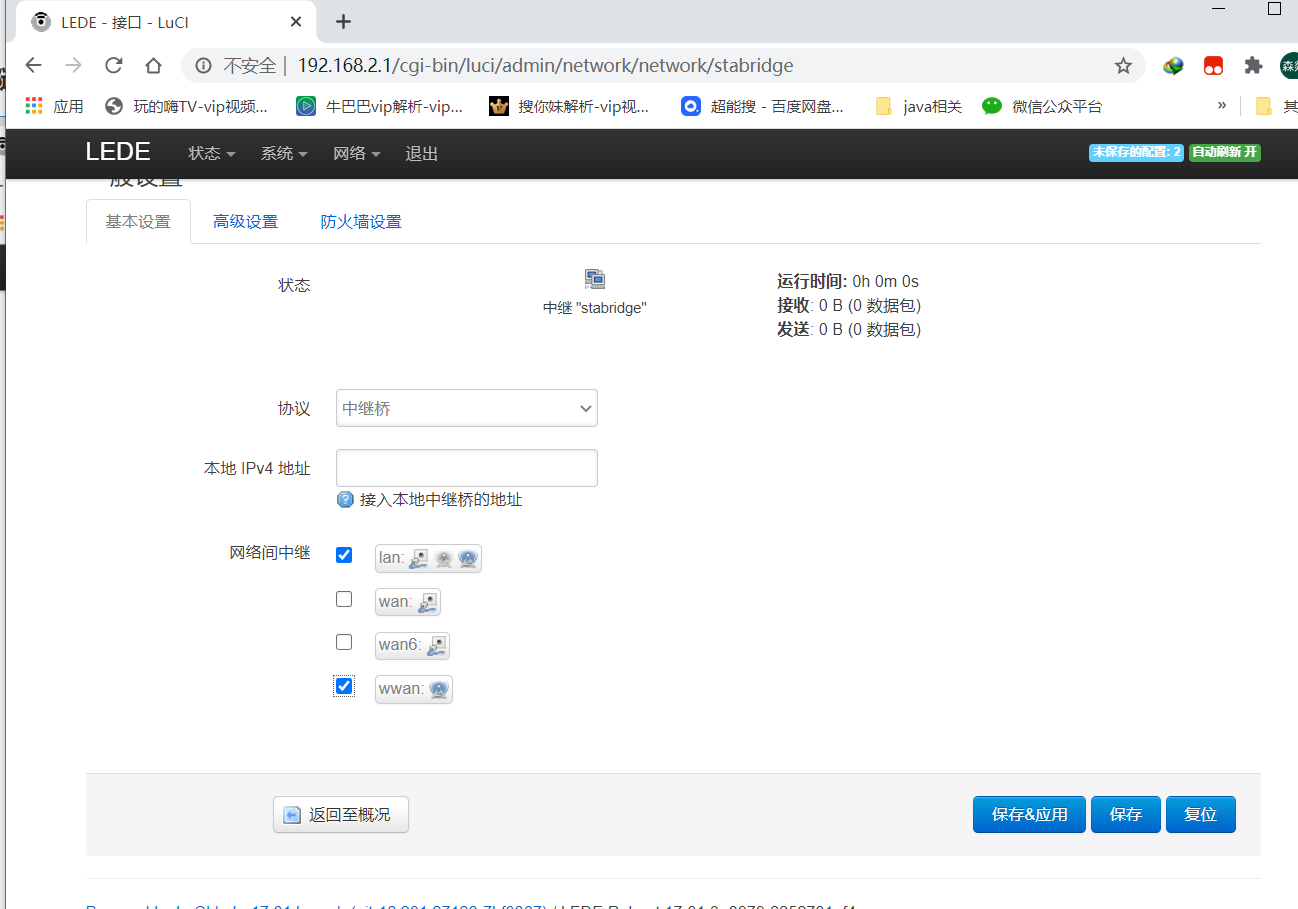 LEDE - 接口 - LuCI
不安全 | 192.168.2.1/cgi-bin/luci/admin/network/network/stabridge
应用 玩的嗨TV-vip视频... 牛巴巴vip解析-vip... 搜你妹解析-vip视... 超能搜 - 百度网盘... java相关 微信公众平台 » 其
LEDE 状态 系统 网络 退出 未保存的配置: 2 自动刷新 开
一般设置
基本设置 高级设置 防火墙设置
状态
中继 "stabridge"
运行时间: 0h 0m 0s
接收: 0 B (0 数据包)
发送: 0 B (0 数据包)
协议 中继桥
本地 IPv4 地址
接入本地中继桥的地址
网络间中继 lan:
wan:
wan6:
wwan:
返回至概况 保存&应用 保存 复位